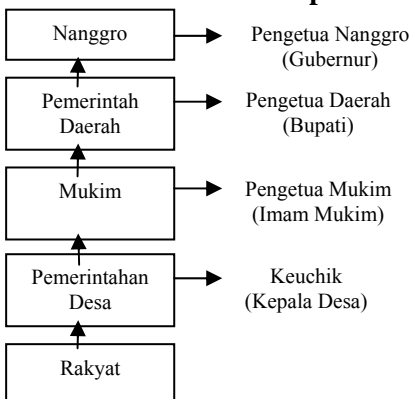 Nanggro
Pengetua Nanggro
(Gubernur)
Pemerintah
Daerah
Pengetua Daerah
(Bupati)
Mukim
Pengetua Mukim
(Imam Mukim)
Pemerintahan
Desa
Keuchik
(Kepala Desa)
Rakyat